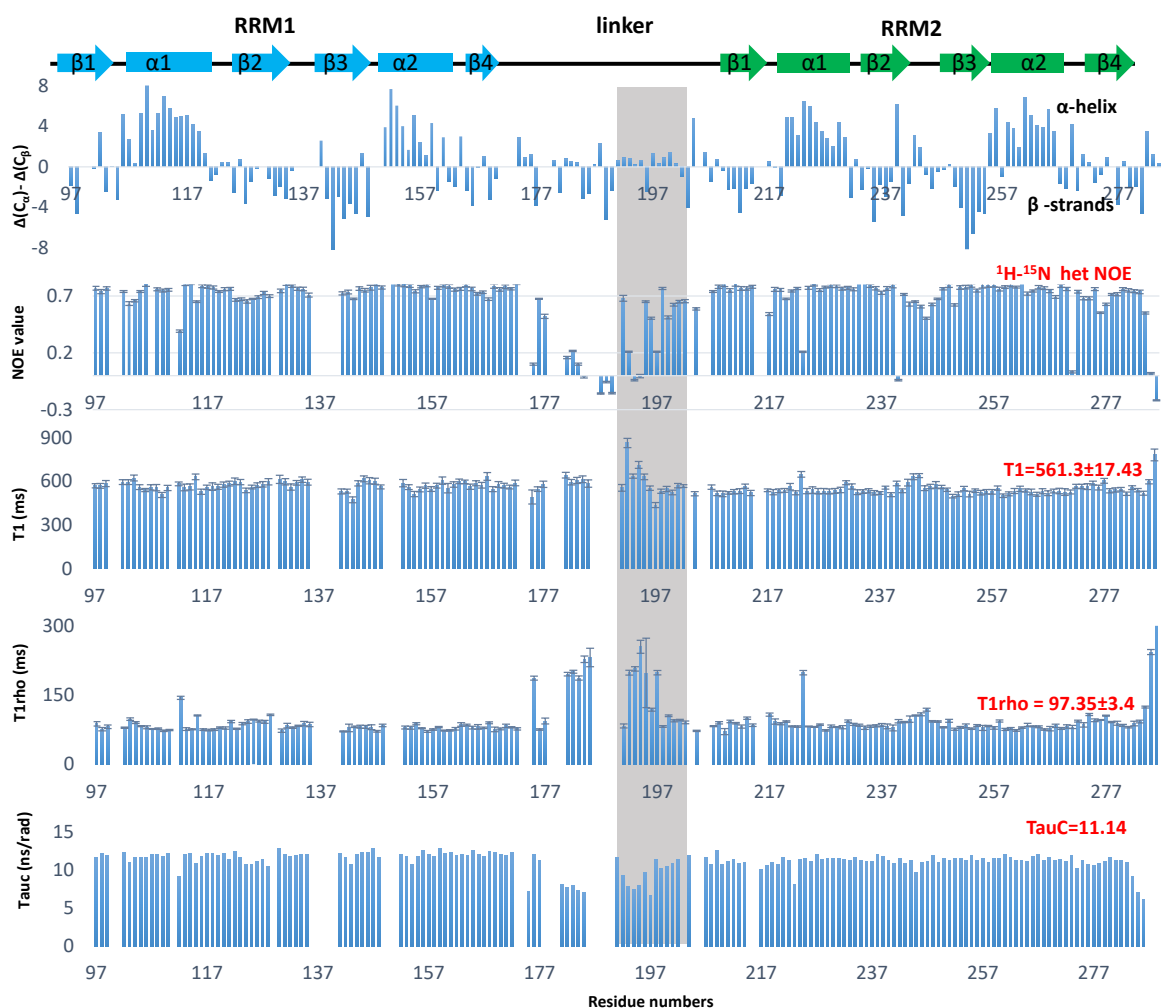 RRM1 linker RRM2
β1 α1 β2 β3 α2 β4 β1 α1 β2 β3 α2 β4
Δ(Cα)- Δ(Cβ)
8
4
0
-4
-8
α-helix
β -strands
97 117 137 157 177 197 217 237 257 277
NOE value
0.7
0.2
-0.3
¹H-¹⁵N het NOE
97 117 137 157 177 197 217 237 257 277
T1 (ms)
900
600
300
0
T1=561.3±17.43
97 117 137 157 177 197 217 237 257 277
T1rho (ms)
300
150
0
T1rho = 97.35±3.4
97 117 137 157 177 197 217 237 257 277
Tauc (ns/rad)
15
10
5
0
TauC=11.14
97 117 137 157 177 197 217 237 257 277
Residue numbers